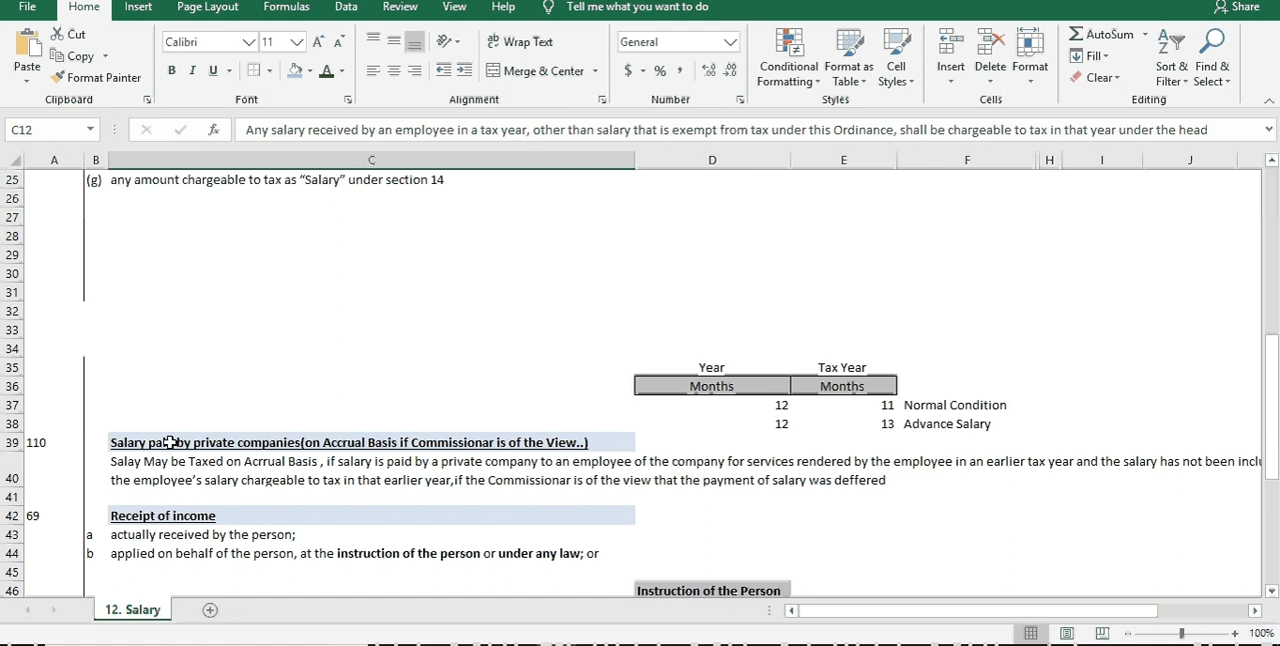 File Home Insert Page Layout Formulas Data Review View Help Tell me what you want to do Share
Cut
Copy
Format Painter
Paste
Calibri 11
Wrap Text
Merge & Center
General
Conditional Formatting
Format as Table
Cell Styles
Insert Delete Format
AutoSum
Fill
Clear
Sort & Filter
Find & Select
Clipboard Font Alignment Number Styles Cells Editing
C12 fx Any salary received by an employee in a tax year, other than salary that is exempt from tax under this Ordinance, shall be chargeable to tax in that year under the head
A B C D E F H I J
25 (g) any amount chargeable to tax as “Salary” under section 14
26
27
28
29
30
31
32
33
34
35 Year Tax Year
36 Months Months
37 12 11 Normal Condition
38 12 13 Advance Salary
39 110 Salary paid by private companies(on Accrual Basis if Commissionar is of the View..)
Salay May be Taxed on Acrrual Basis , if salary is paid by a private company to an employee of the company for services rendered by the employee in an earlier tax year and the salary has not been inclu
40 the employee’s salary chargeable to tax in that earlier year,if the Commissionar is of the view that the payment of salary was deffered
41
42 69 Receipt of income
43 a actually received by the person;
44 b applied on behalf of the person, at the instruction of the person or under any law; or
45
46 Instruction of the Person
12. Salary
100%